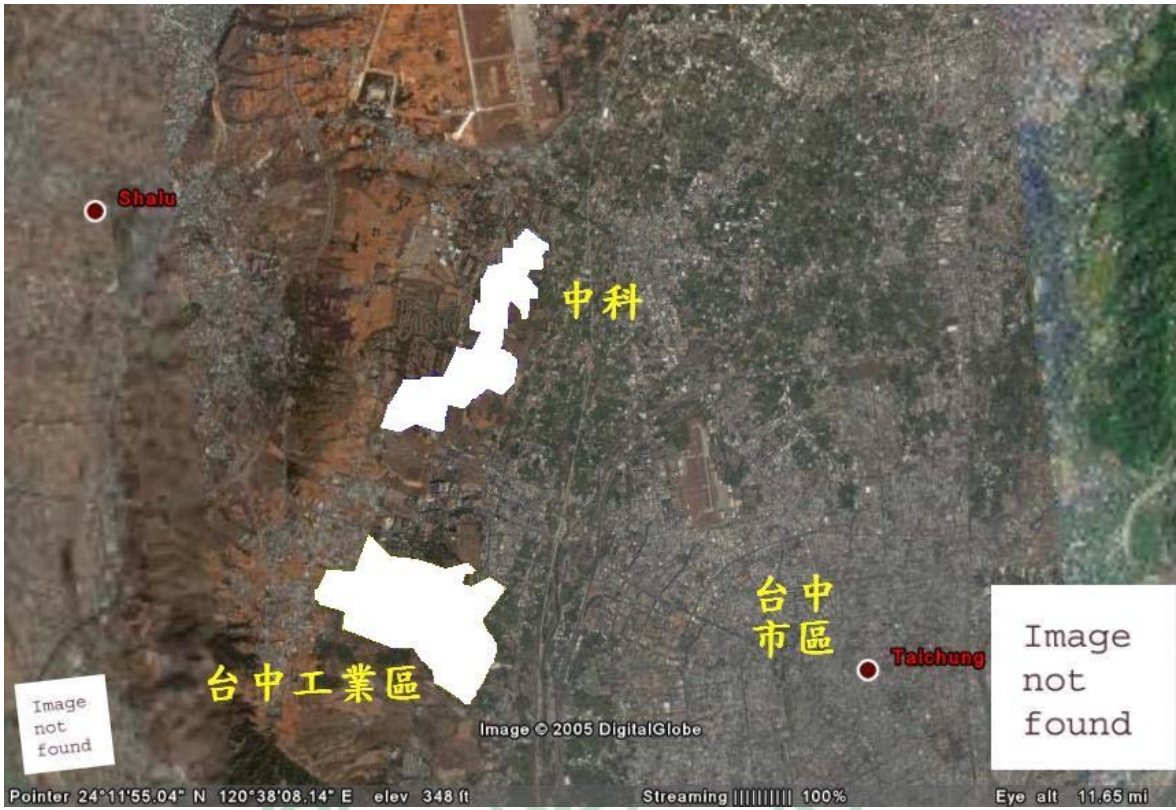 Shalu
中科
台中
市區
Taichung
台中工業區
Image
not
found
Image
not
found
Image © 2005 DigitalGlobe
Pointer 24°11'55.04" N 120°38'08.14" E elev 348 ft Streaming |||||||||| 100% Eye alt 11.65 mi